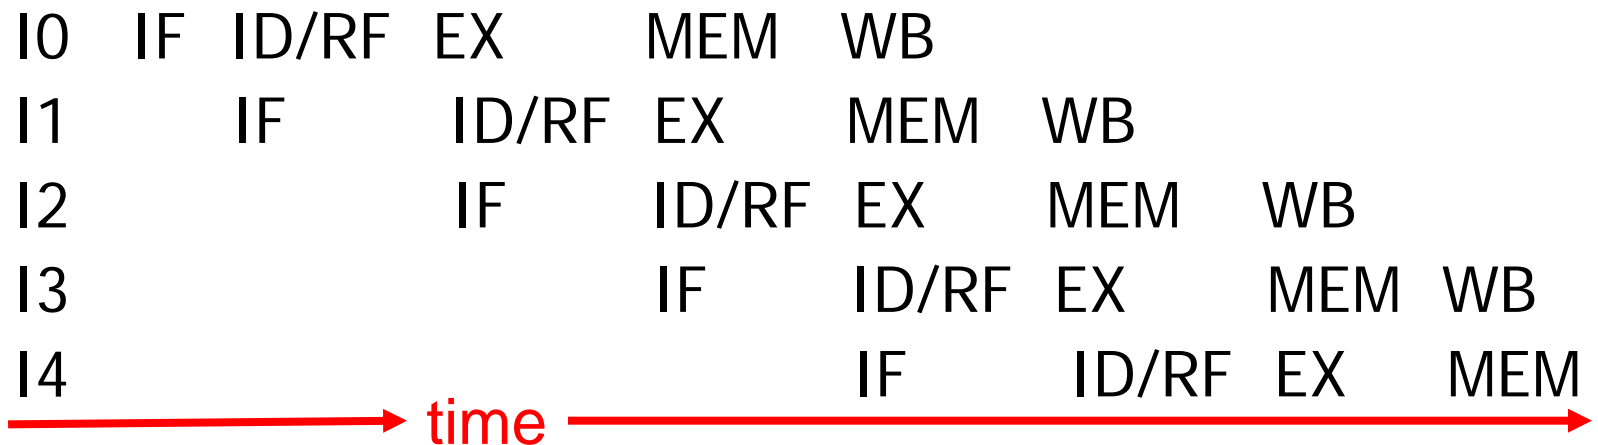 I0 IF ID/RF EX MEM WB
I1 IF ID/RF EX MEM WB
I2 IF ID/RF EX MEM WB
I3 IF ID/RF EX MEM WB
I4 IF ID/RF EX MEM
time